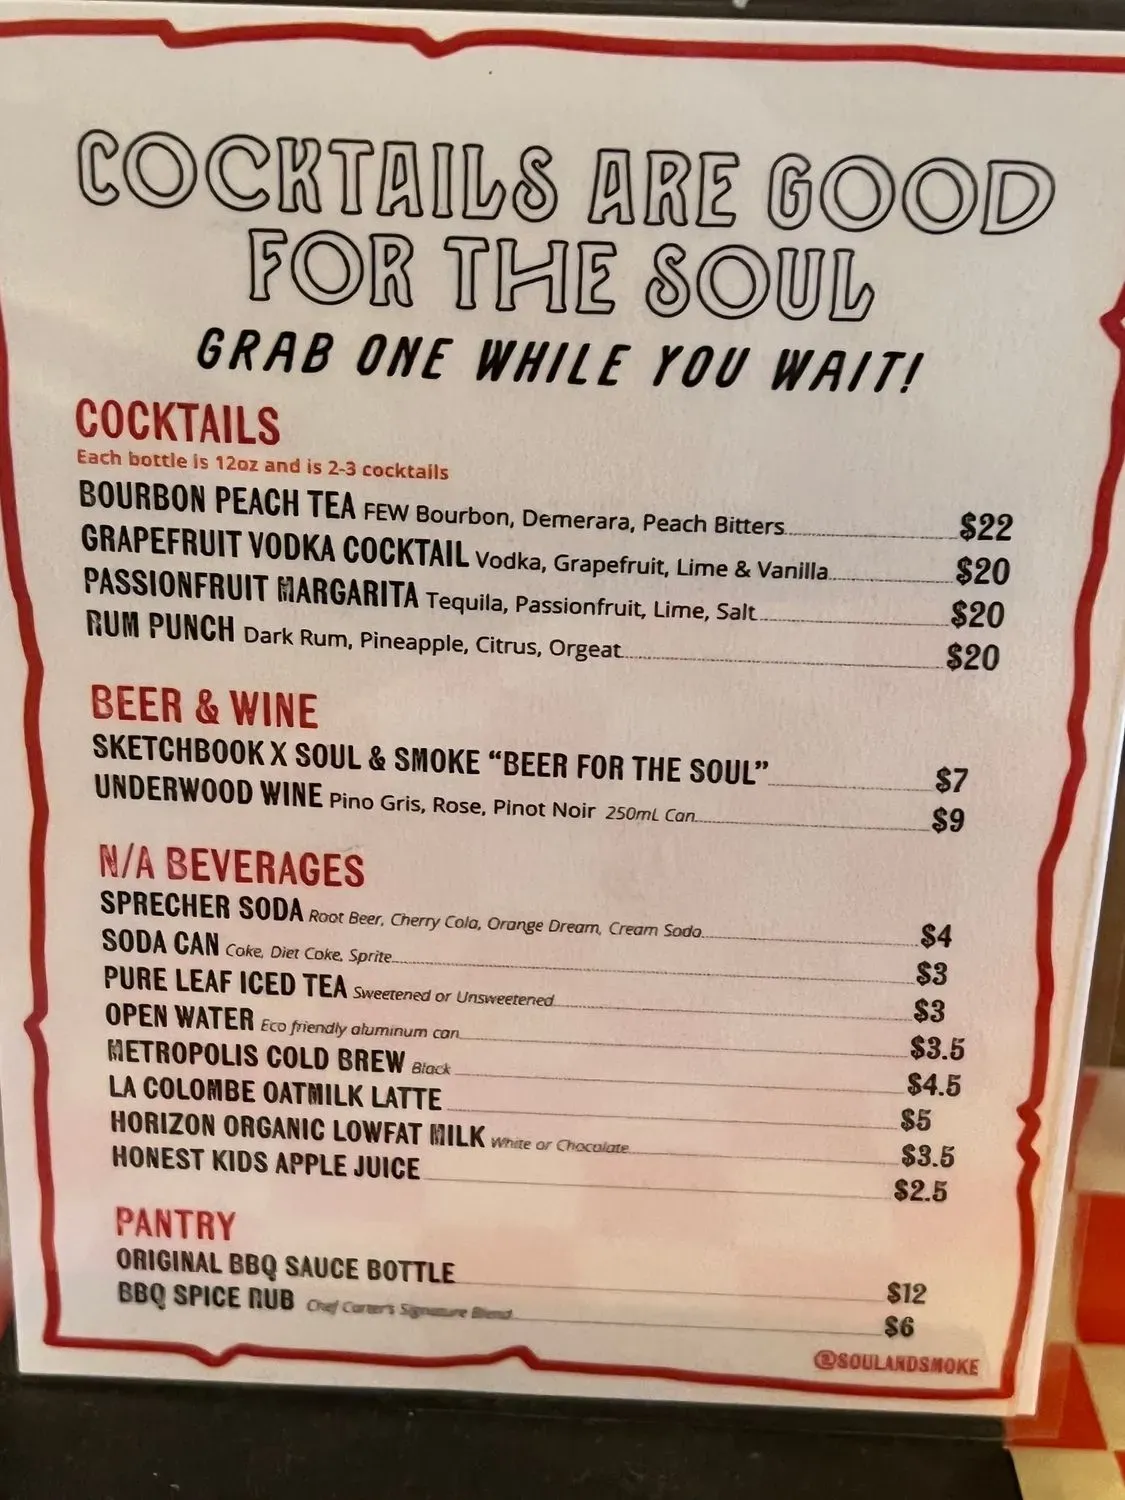 COCKTAILS ARE GOOD
FOR THE SOUL
GRAB ONE WHILE YOU WAIT!
COCKTAILS
Each bottle is 12oz and is 2-3 cocktails
BOURBON PEACH TEA FEW Bourbon, Demerara, Peach Bitters $22
GRAPEFRUIT VODKA COCKTAIL Vodka, Grapefruit, Lime & Vanilla $20
PASSIONFRUIT MARGARITA Tequila, Passionfruit, Lime, Salt $20
RUM PUNCH Dark Rum, Pineapple, Citrus, Orgeat $20
BEER & WINE
SKETCHBOOK X SOUL & SMOKE “BEER FOR THE SOUL” $7
UNDERWOOD WINE Pino Gris, Rose, Pinot Noir 250mL Can $9
N/A BEVERAGES
SPRECHER SODA Root Beer, Cherry Cola, Orange Dream, Cream Soda $4
SODA CAN Coke, Diet Coke, Sprite $3
PURE LEAF ICED TEA Sweetened or Unsweetened $3
OPEN WATER Eco friendly aluminum can $3.5
METROPOLIS COLD BREW Black $4.5
LA COLOMBE OATMILK LATTE $5
HORIZON ORGANIC LOWFAT MILK White or Chocolate $3.5
HONEST KIDS APPLE JUICE $2.5
PANTRY
ORIGINAL BBQ SAUCE BOTTLE $12
BBQ SPICE RUB Chef Carter's Signature Blend $6
@SOULANDSMOKE